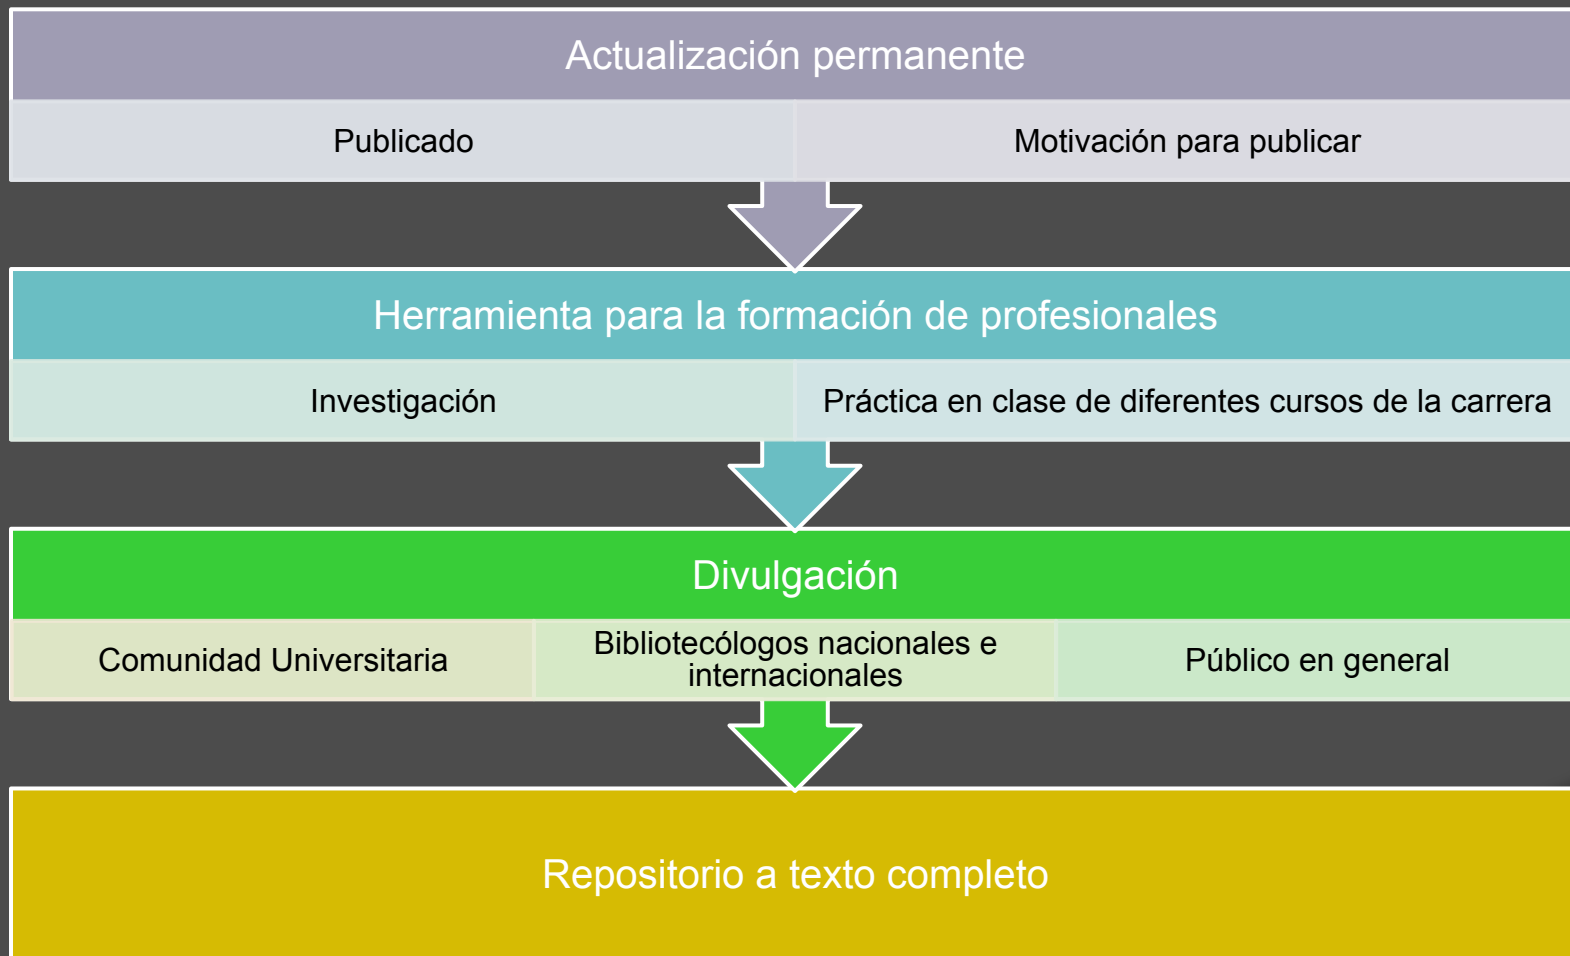 Actualización permanente
Publicado
Motivación para publicar
Herramienta para la formación de profesionales
Investigación
Práctica en clase de diferentes cursos de la carrera
Divulgación
Comunidad Universitaria
Bibliotecólogos nacionales e
internacionales
Público en general
Repositorio a texto completo